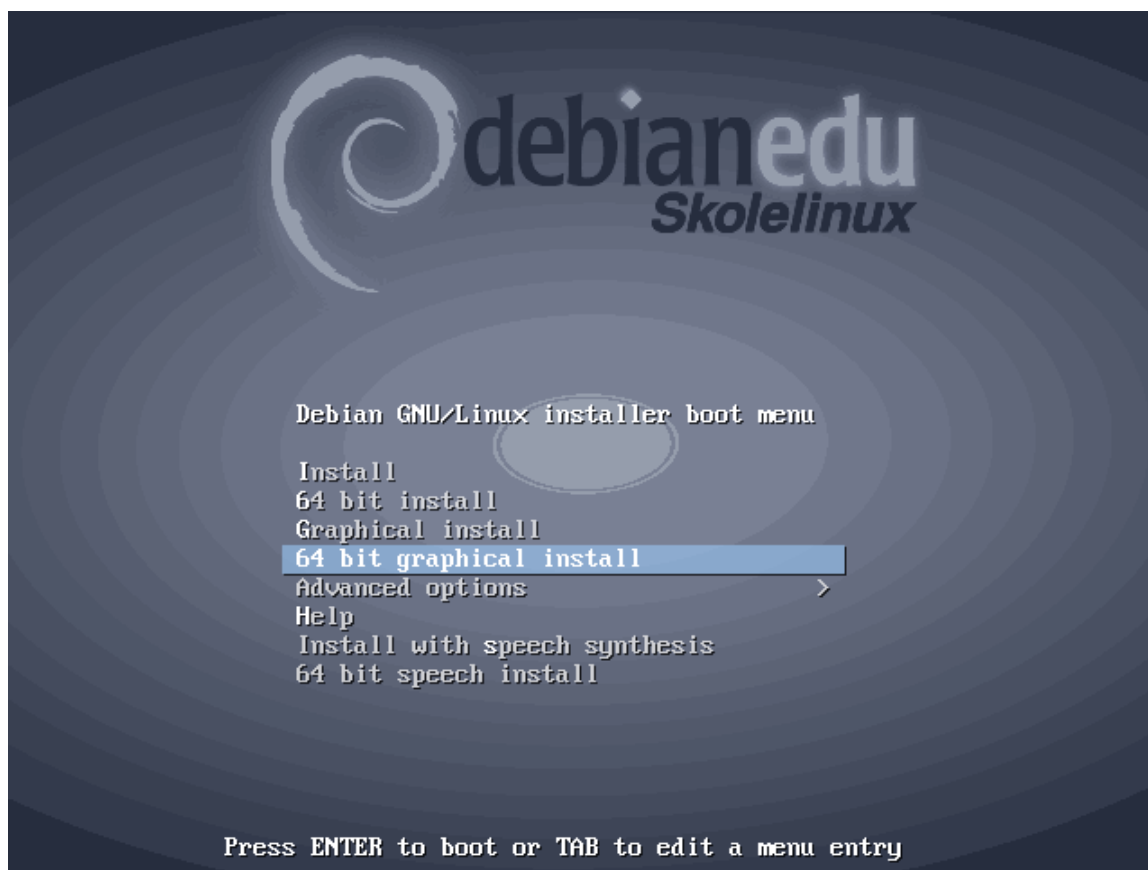 debianedu
Skolelinux
Debian GNU/Linux installer boot menu
Install
64 bit install
Graphical install
64 bit graphical install
Advanced options >
Help
Install with speech synthesis
64 bit speech install
Press ENTER to boot or TAB to edit a menu entry